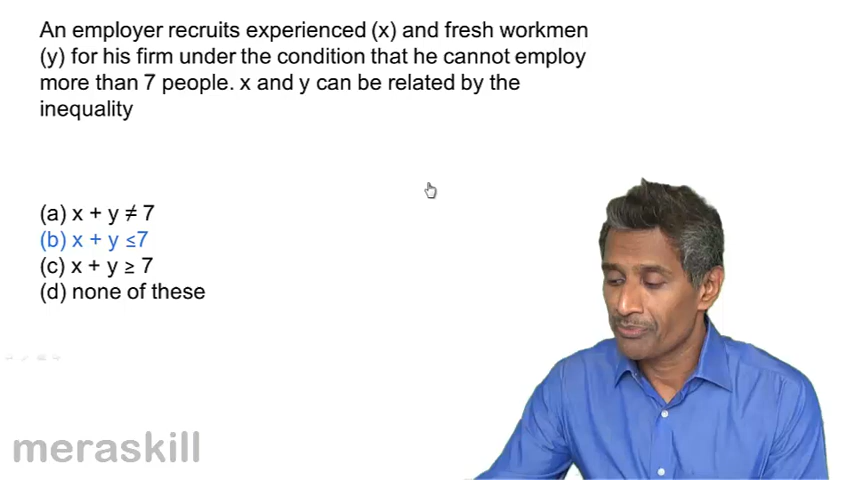 An employer recruits experienced (x) and fresh workmen
(y) for his firm under the condition that he cannot employ
more than 7 people. x and y can be related by the
inequality
(a) x + y ≠ 7
(b) x + y ≤7
(c) x + y ≥ 7
(d) none of these
meraskill